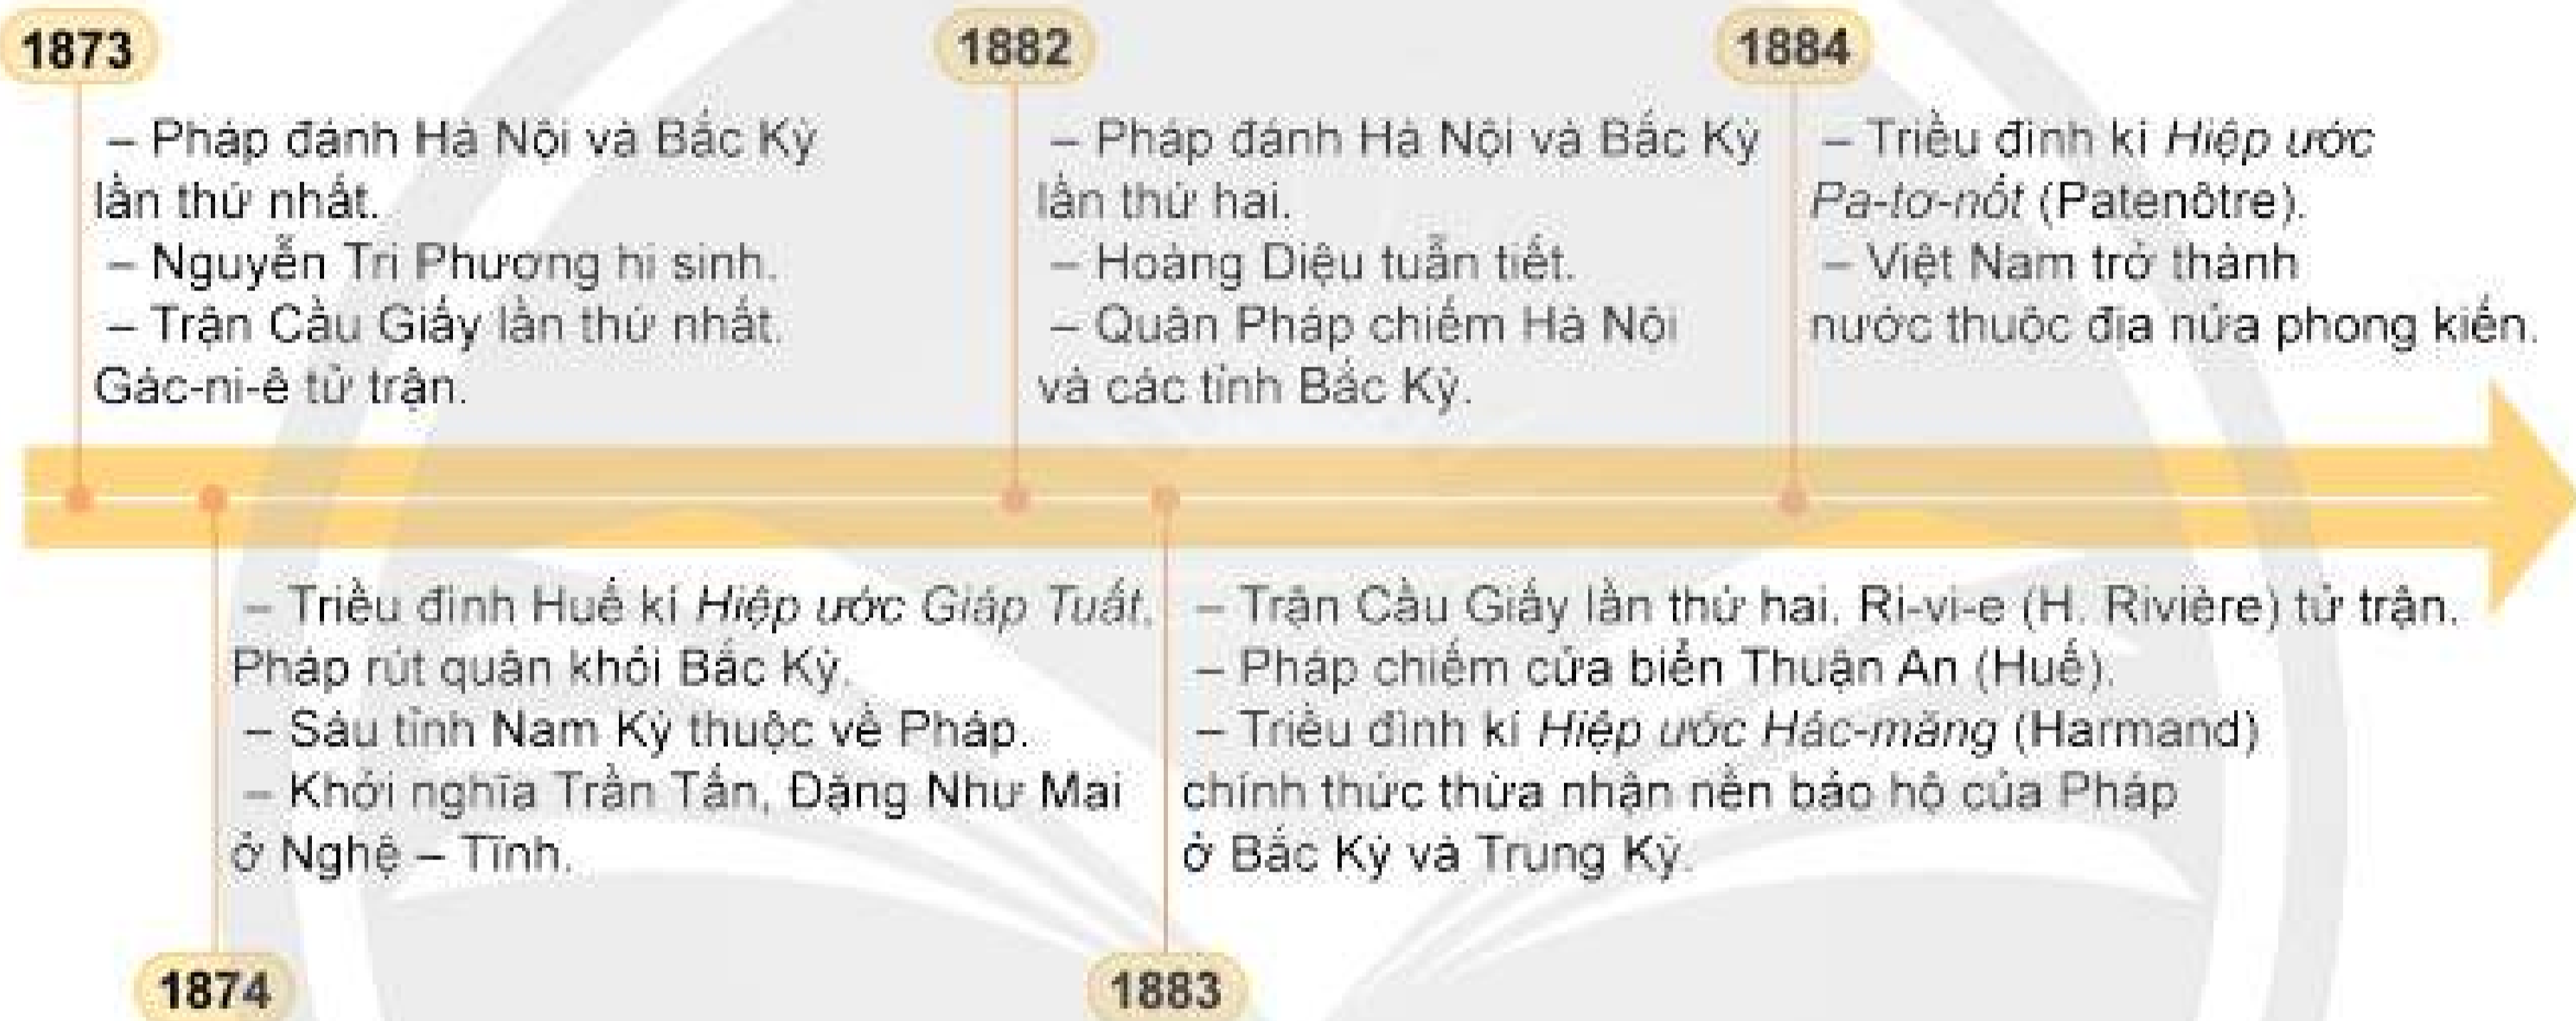 1873
– Pháp đánh Hà Nội và Bắc Kỳ
lần thứ nhất.
– Nguyễn Tri Phương hi sinh.
– Trận Cầu Giấy lần thứ nhất.
Gác-ni-ê tử trận.
1874
– Triều đình Huế kí Hiệp ước Giáp Tuất.
Pháp rút quân khỏi Bắc Kỳ.
– Sáu tỉnh Nam Kỳ thuộc về Pháp.
– Khởi nghĩa Trần Tấn, Đặng Như Mai
ở Nghệ – Tĩnh.
1882
– Pháp đánh Hà Nội và Bắc Kỳ
lần thứ hai.
– Hoàng Diệu tuẫn tiết.
– Quân Pháp chiếm Hà Nội
và các tỉnh Bắc Kỳ.
1883
– Trận Cầu Giấy lần thứ hai. Ri-vi-e (H. Rivière) tử trận.
– Pháp chiếm cửa biển Thuận An (Huế).
– Triều đình kí Hiệp ước Hác-măng (Harmand)
chính thức thừa nhận nền bảo hộ của Pháp
ở Bắc Kỳ và Trung Kỳ.
1884
– Triều đình kí Hiệp ước
Pa-tơ-nốt (Patenôtre).
– Việt Nam trở thành
nước thuộc địa nửa phong kiến.